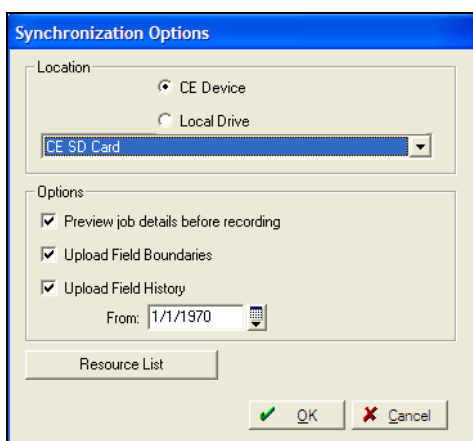 Synchronization Options
Location
CE Device
Local Drive
CE SD Card
Options
Preview job details before recording
Upload Field Boundaries
Upload Field History
From: 1/1/1970
Resource List
OK Cancel